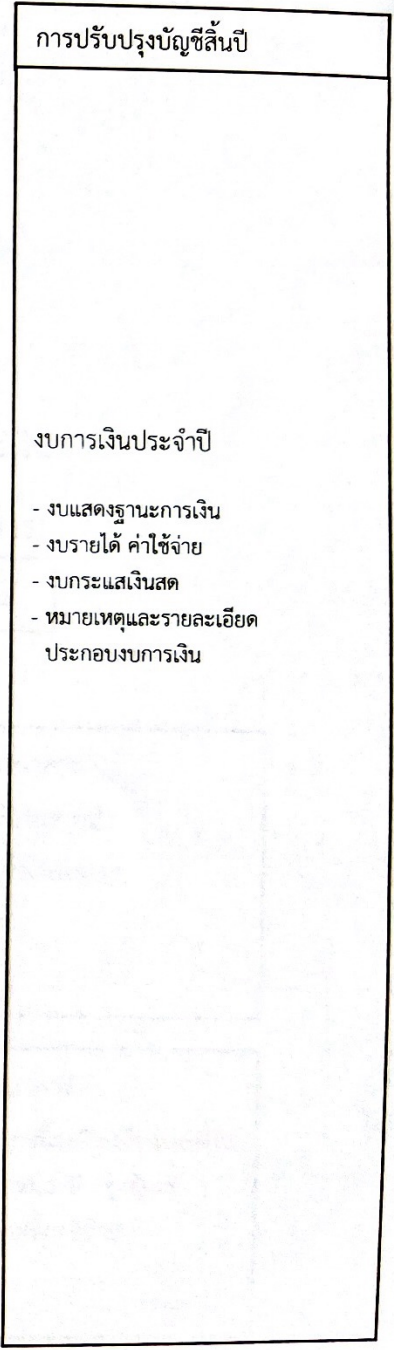 การปรับปรุงบัญชีสิ้นปี
งบการเงินประจำปี
- งบแสดงฐานะการเงิน
- งบรายได้ ค่าใช้จ่าย
- งบกระแสเงินสด
- หมายเหตุและรายละเอียด
ประกอบงบการเงิน